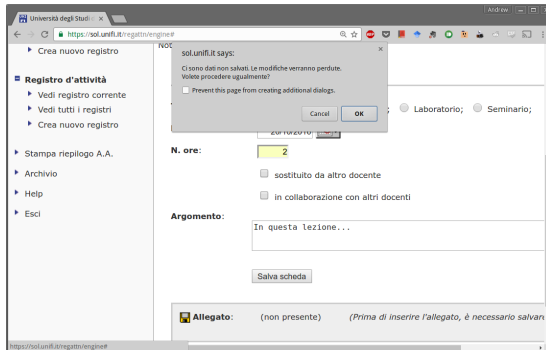 Andrew
Università degli Studi
https://sol.unifi.it/regattn/engine#
Crea nuovo registro
Not
Registro d'attività
Vedi registro corrente
Vedi tutti i registri
Crea nuovo registro
Stampa riepilogo A.A.
Archivio
Help
Esci
sol.unifi.it says:
Ci sono dati non salvati. Le modifiche verranno perdute.
Volete procedere ugualmente?
Prevent this page from creating additional dialogs.
Cancel OK
; Laboratorio; Seminario;
N. ore: 2
sostituito da altro docente
in collaborazione con altri docenti
Argomento:
In questa lezione...
Salva scheda
Allegato: (non presente) (Prima di inserire l'allegato, è necessario salvare
https://sol.unifi.it/regattn/engine#